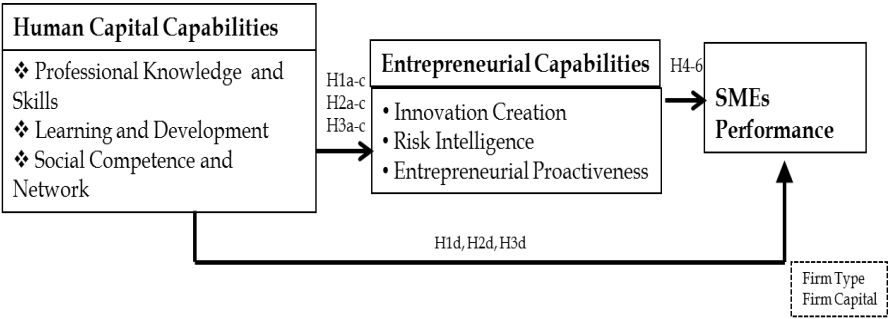 Human Capital Capabilities
❖ Professional Knowledge and
Skills
❖ Learning and Development
❖ Social Competence and
Network
H1a-c
H2a-c
H3a-c
Entrepreneurial Capabilities
• Innovation Creation
• Risk Intelligence
• Entrepreneurial Proactiveness
H4-6
SMEs
Performance
H1d, H2d, H3d
Firm Type
Firm Capital